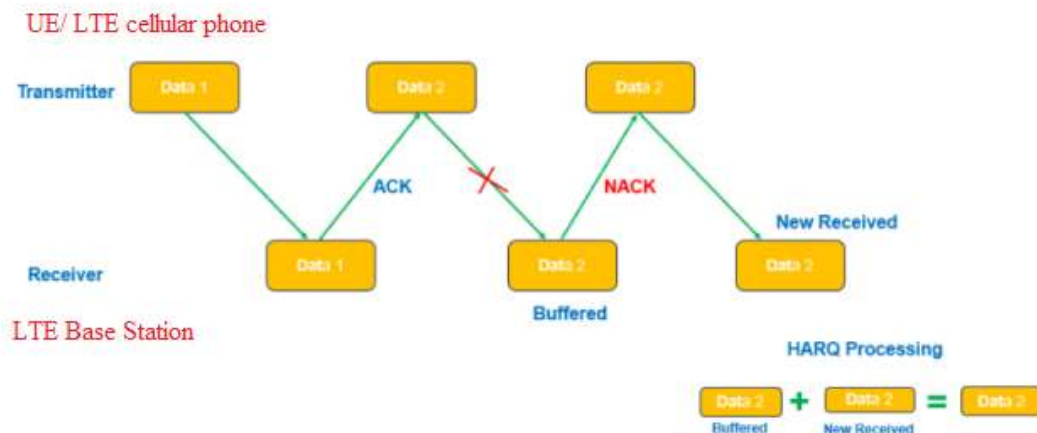 UE/ LTE cellular phone
Transmitter
Data 1
Data 2
Data 2
ACK
NACK
New Received
Receiver
Data 1
Data 2
Data 2
Buffered
LTE Base Station
HARQ Processing
Data 2 + Data 2 = Data 2
Buffered
New Received